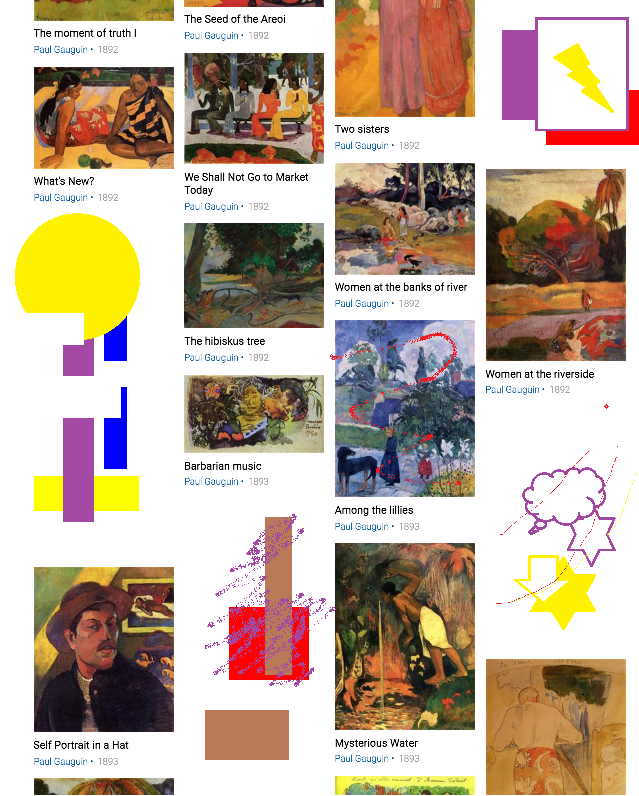 The moment of truth I
Paul Gauguin • 1892
What's New?
Paul Gauguin • 1892
Self Portrait in a Hat
Paul Gauguin • 1893
The Seed of the Areoi
Paul Gauguin • 1892
We Shall Not Go to Market
Today
Paul Gauguin • 1892
The hibiskus tree
Paul Gauguin • 1892
Barbarian music
Paul Gauguin • 1893
Two sisters
Paul Gauguin • 1892
Women at the banks of river
Paul Gauguin • 1892
Among the lillies
Paul Gauguin • 1893
Mysterious Water
Paul Gauguin • 1893
Women at the riverside
Paul Gauguin • 1892